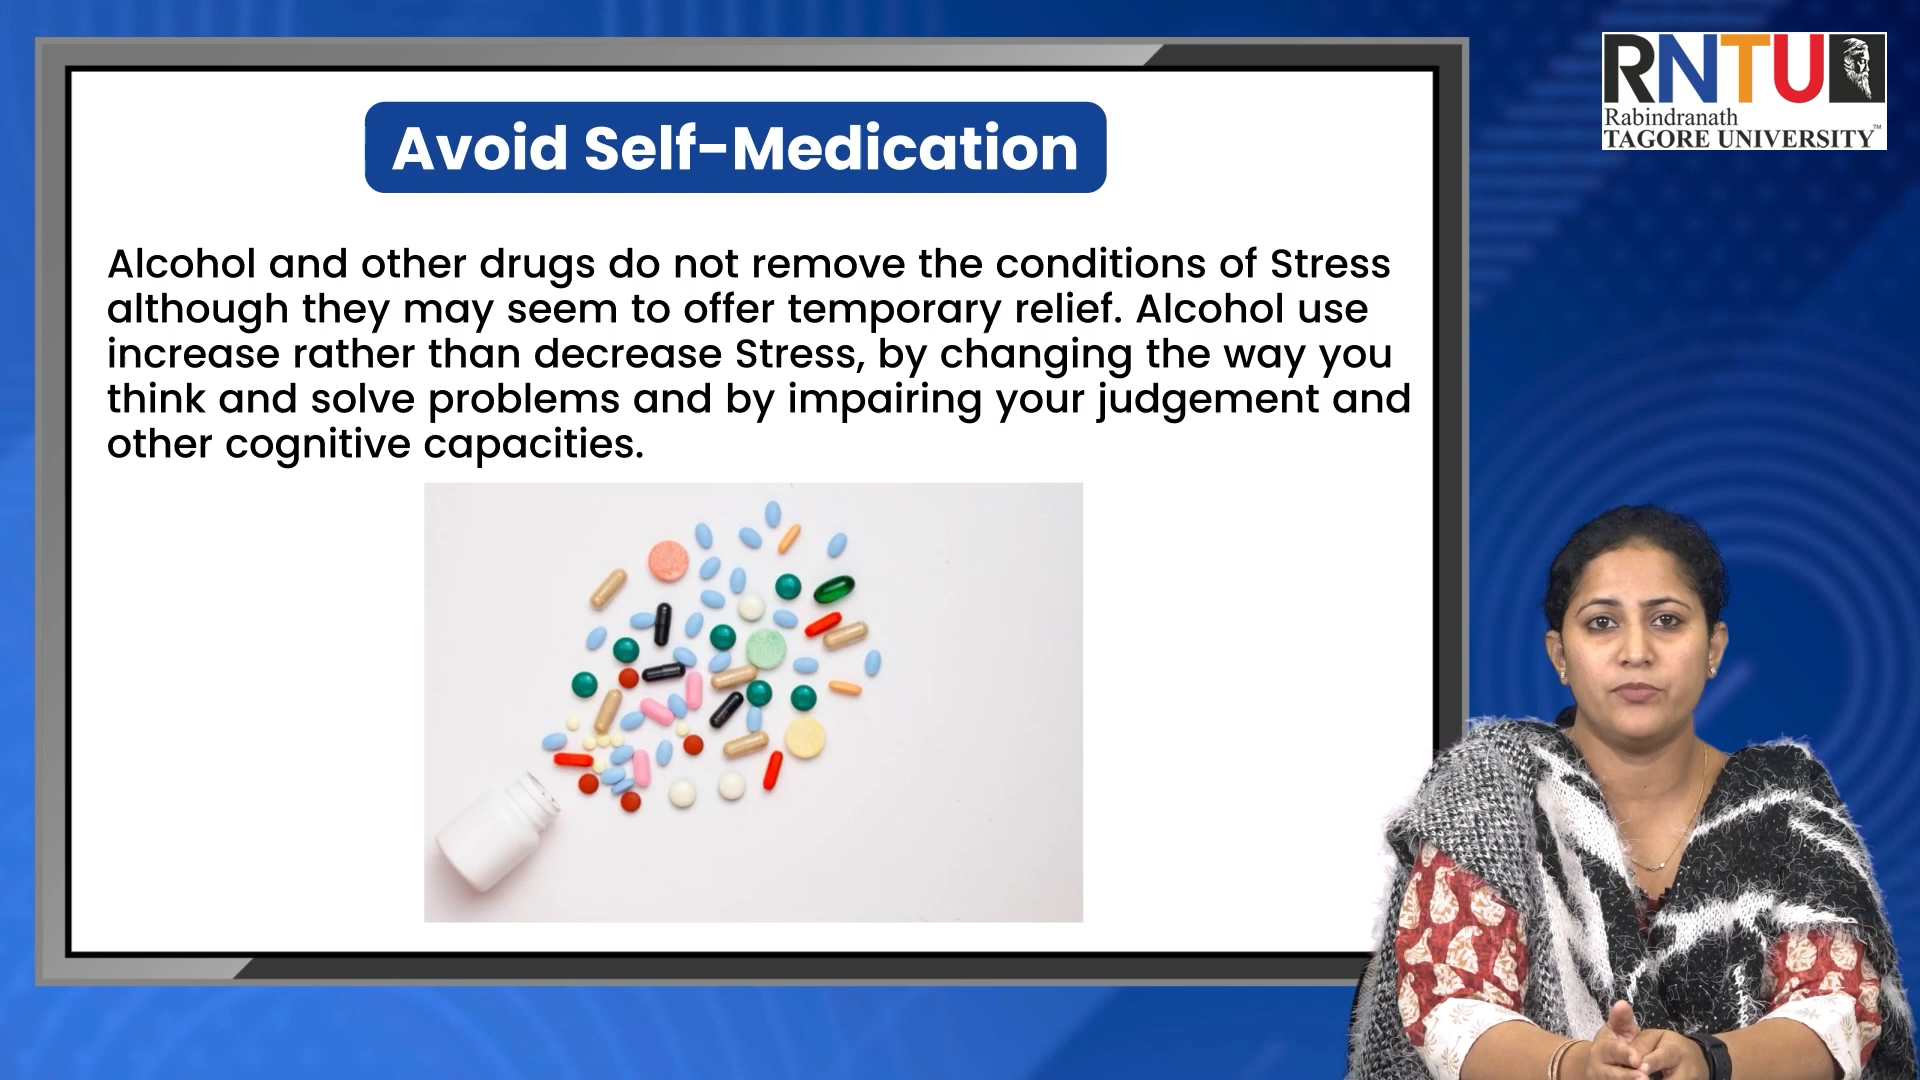 Avoid Self-Medication
Alcohol and other drugs do not remove the conditions of Stress
although they may seem to offer temporary relief. Alcohol use
increase rather than decrease Stress, by changing the way you
think and solve problems and by impairing your judgement and
other cognitive capacities.
RNTU
Rabindranath
TAGORE UNIVERSITY™